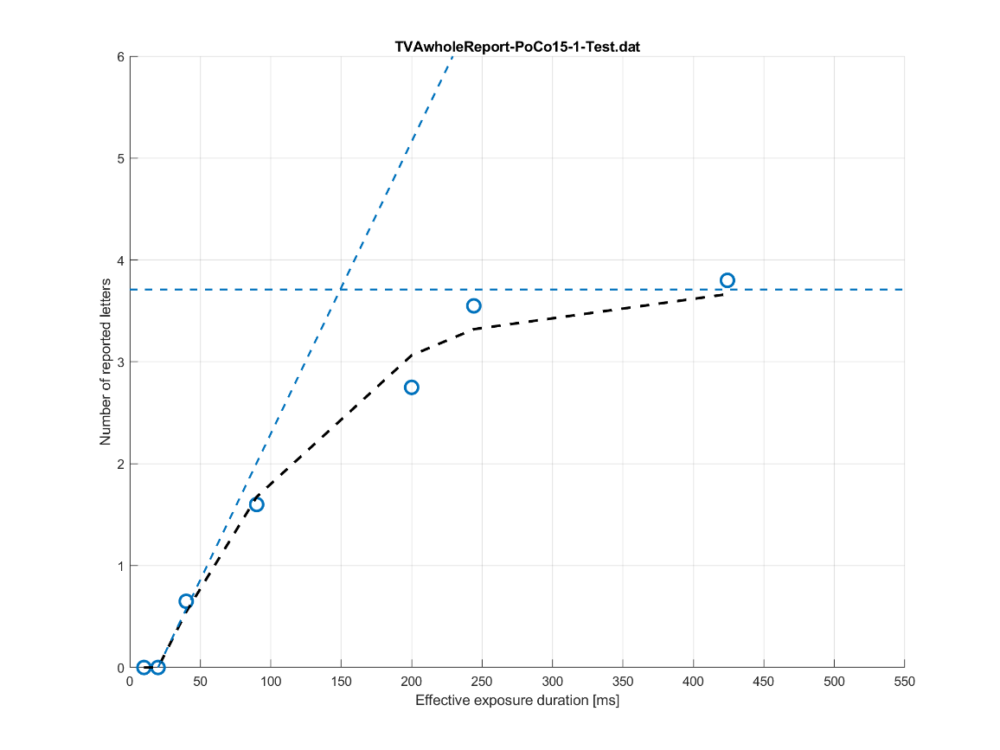 TVAwholeReport-PoCo15-1-Test.dat
6
5
4
3
2
1
0
Number of reported letters
0 50 100 150 200 250 300 350 400 450 500 550
Effective exposure duration [ms]